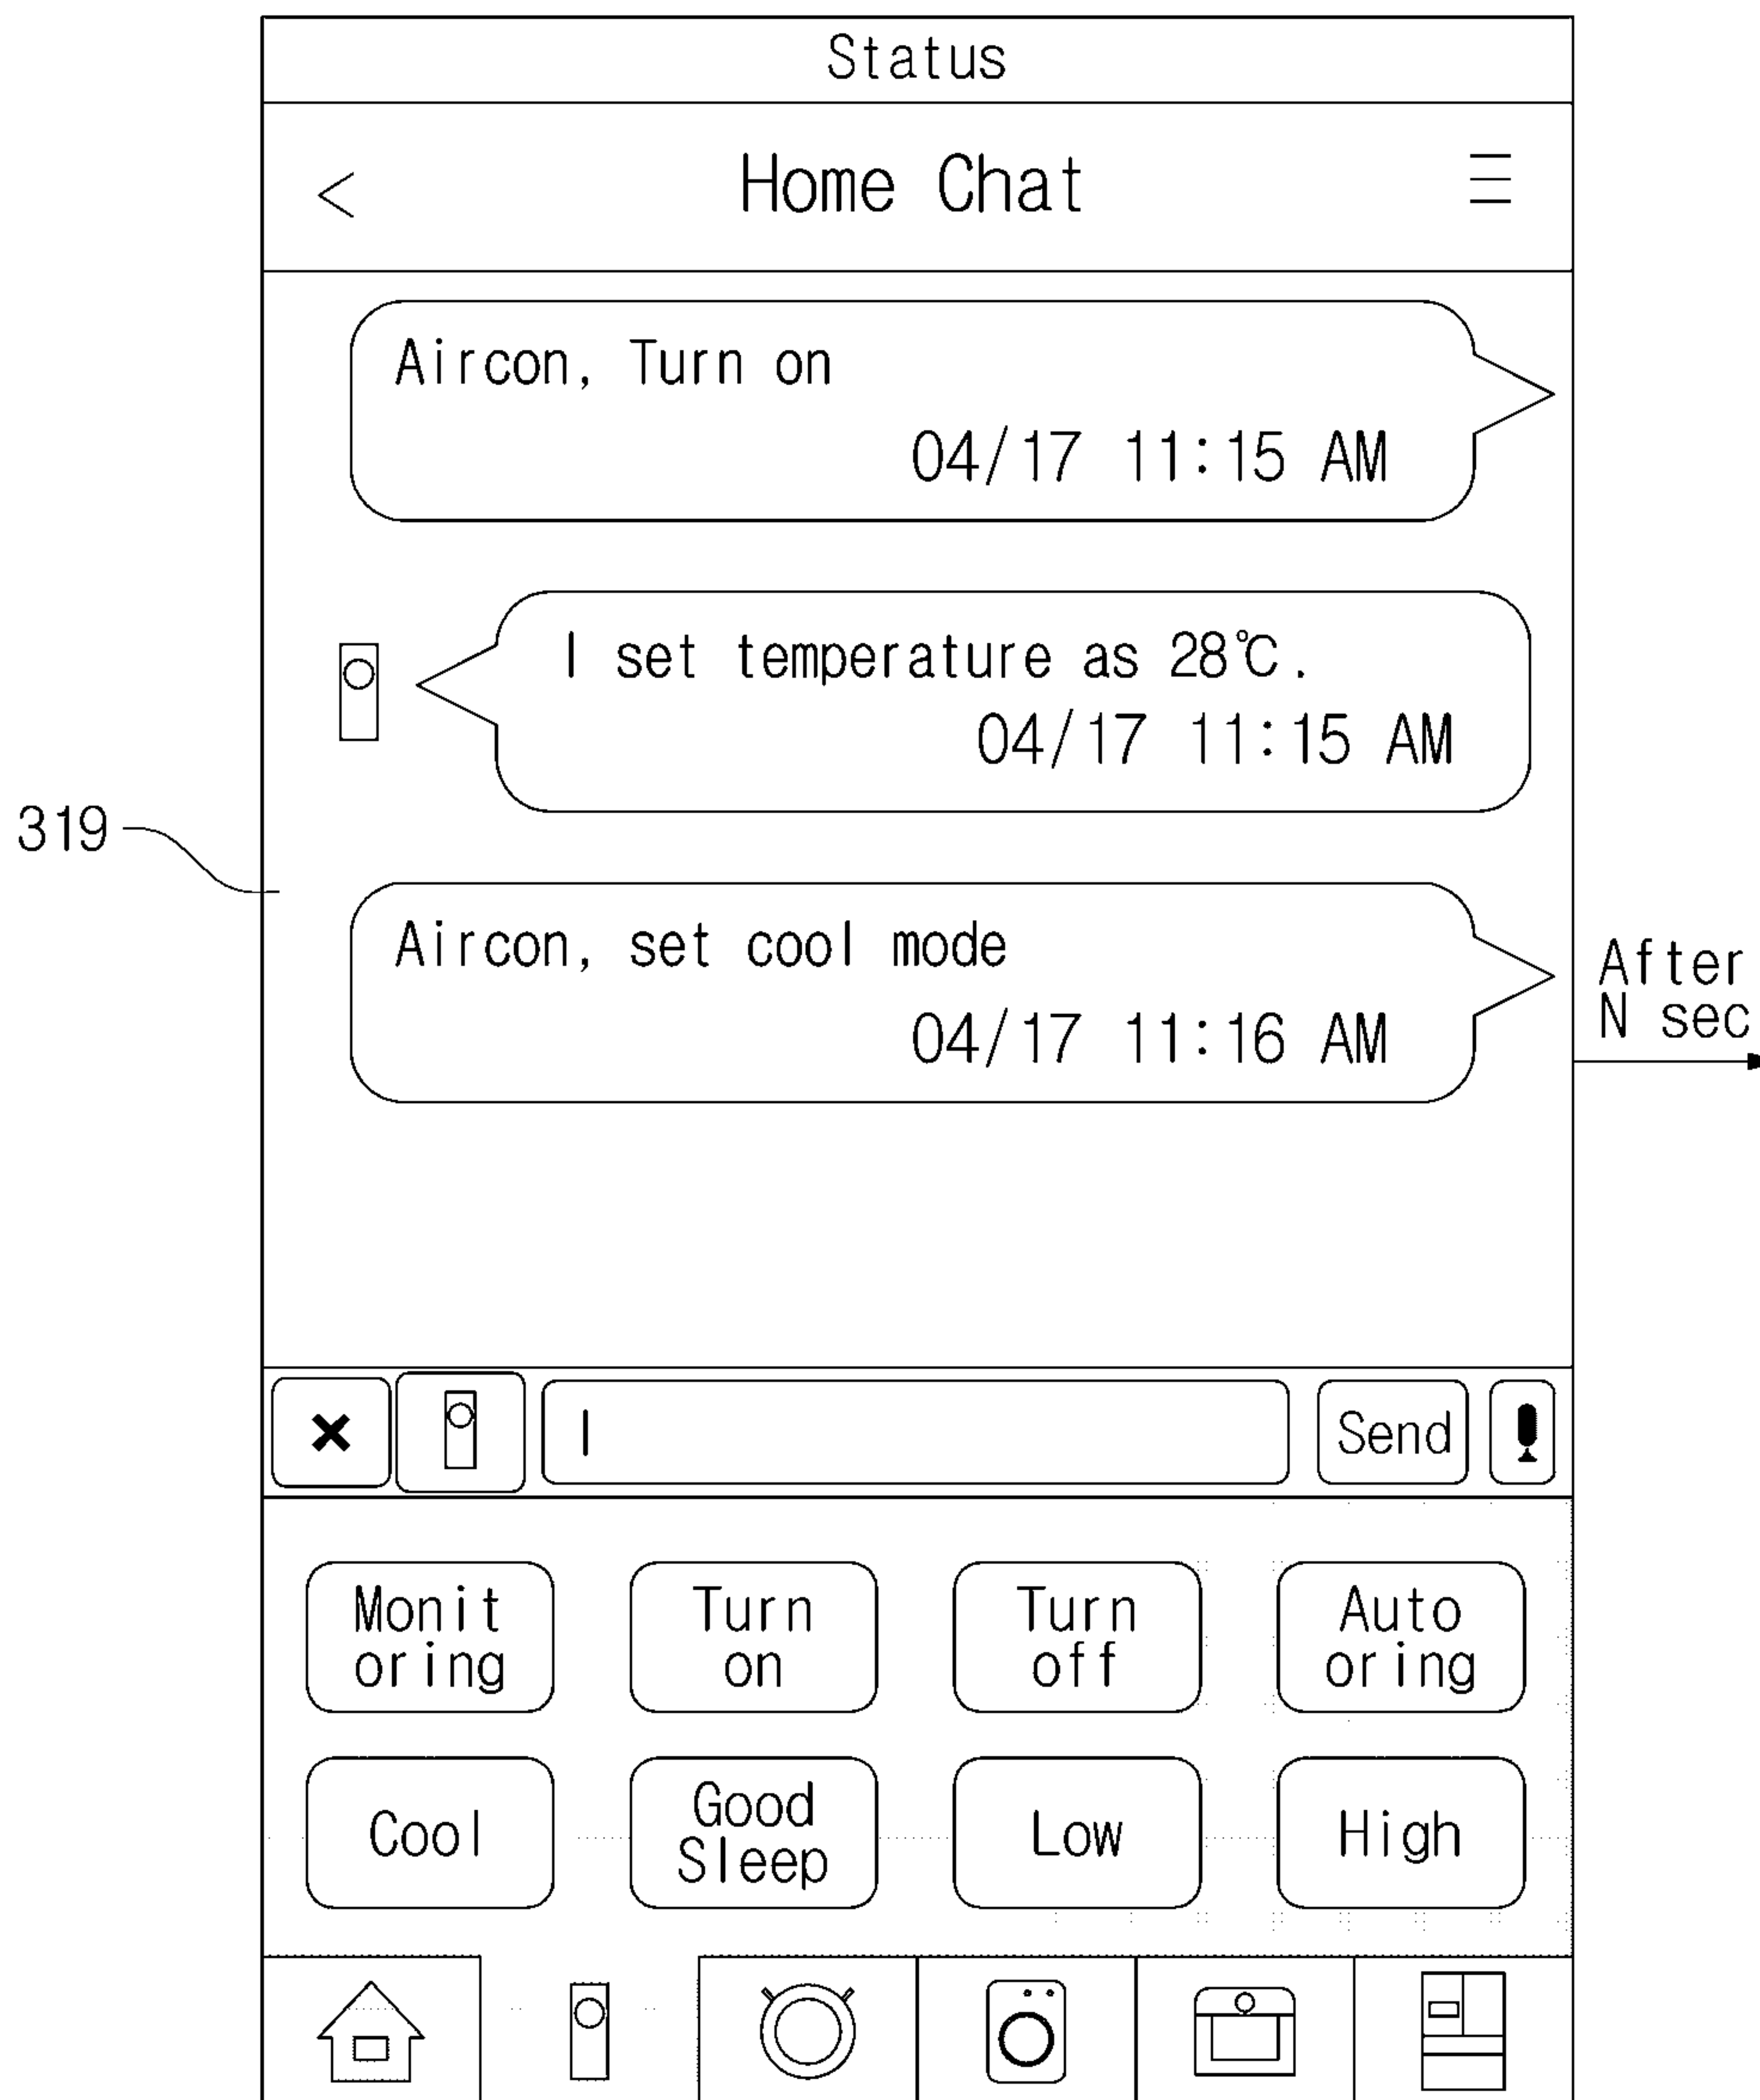 Status
< Home Chat
Aircon, Turn on
04/17 11:15 AM
I set temperature as 28℃.
04/17 11:15 AM
319
Aircon, set cool mode
04/17 11:16 AM
After
N sec
Send
Monit
oring
Turn
on
Turn
off
Auto
oring
Cool
Good
Sleep
Low
High